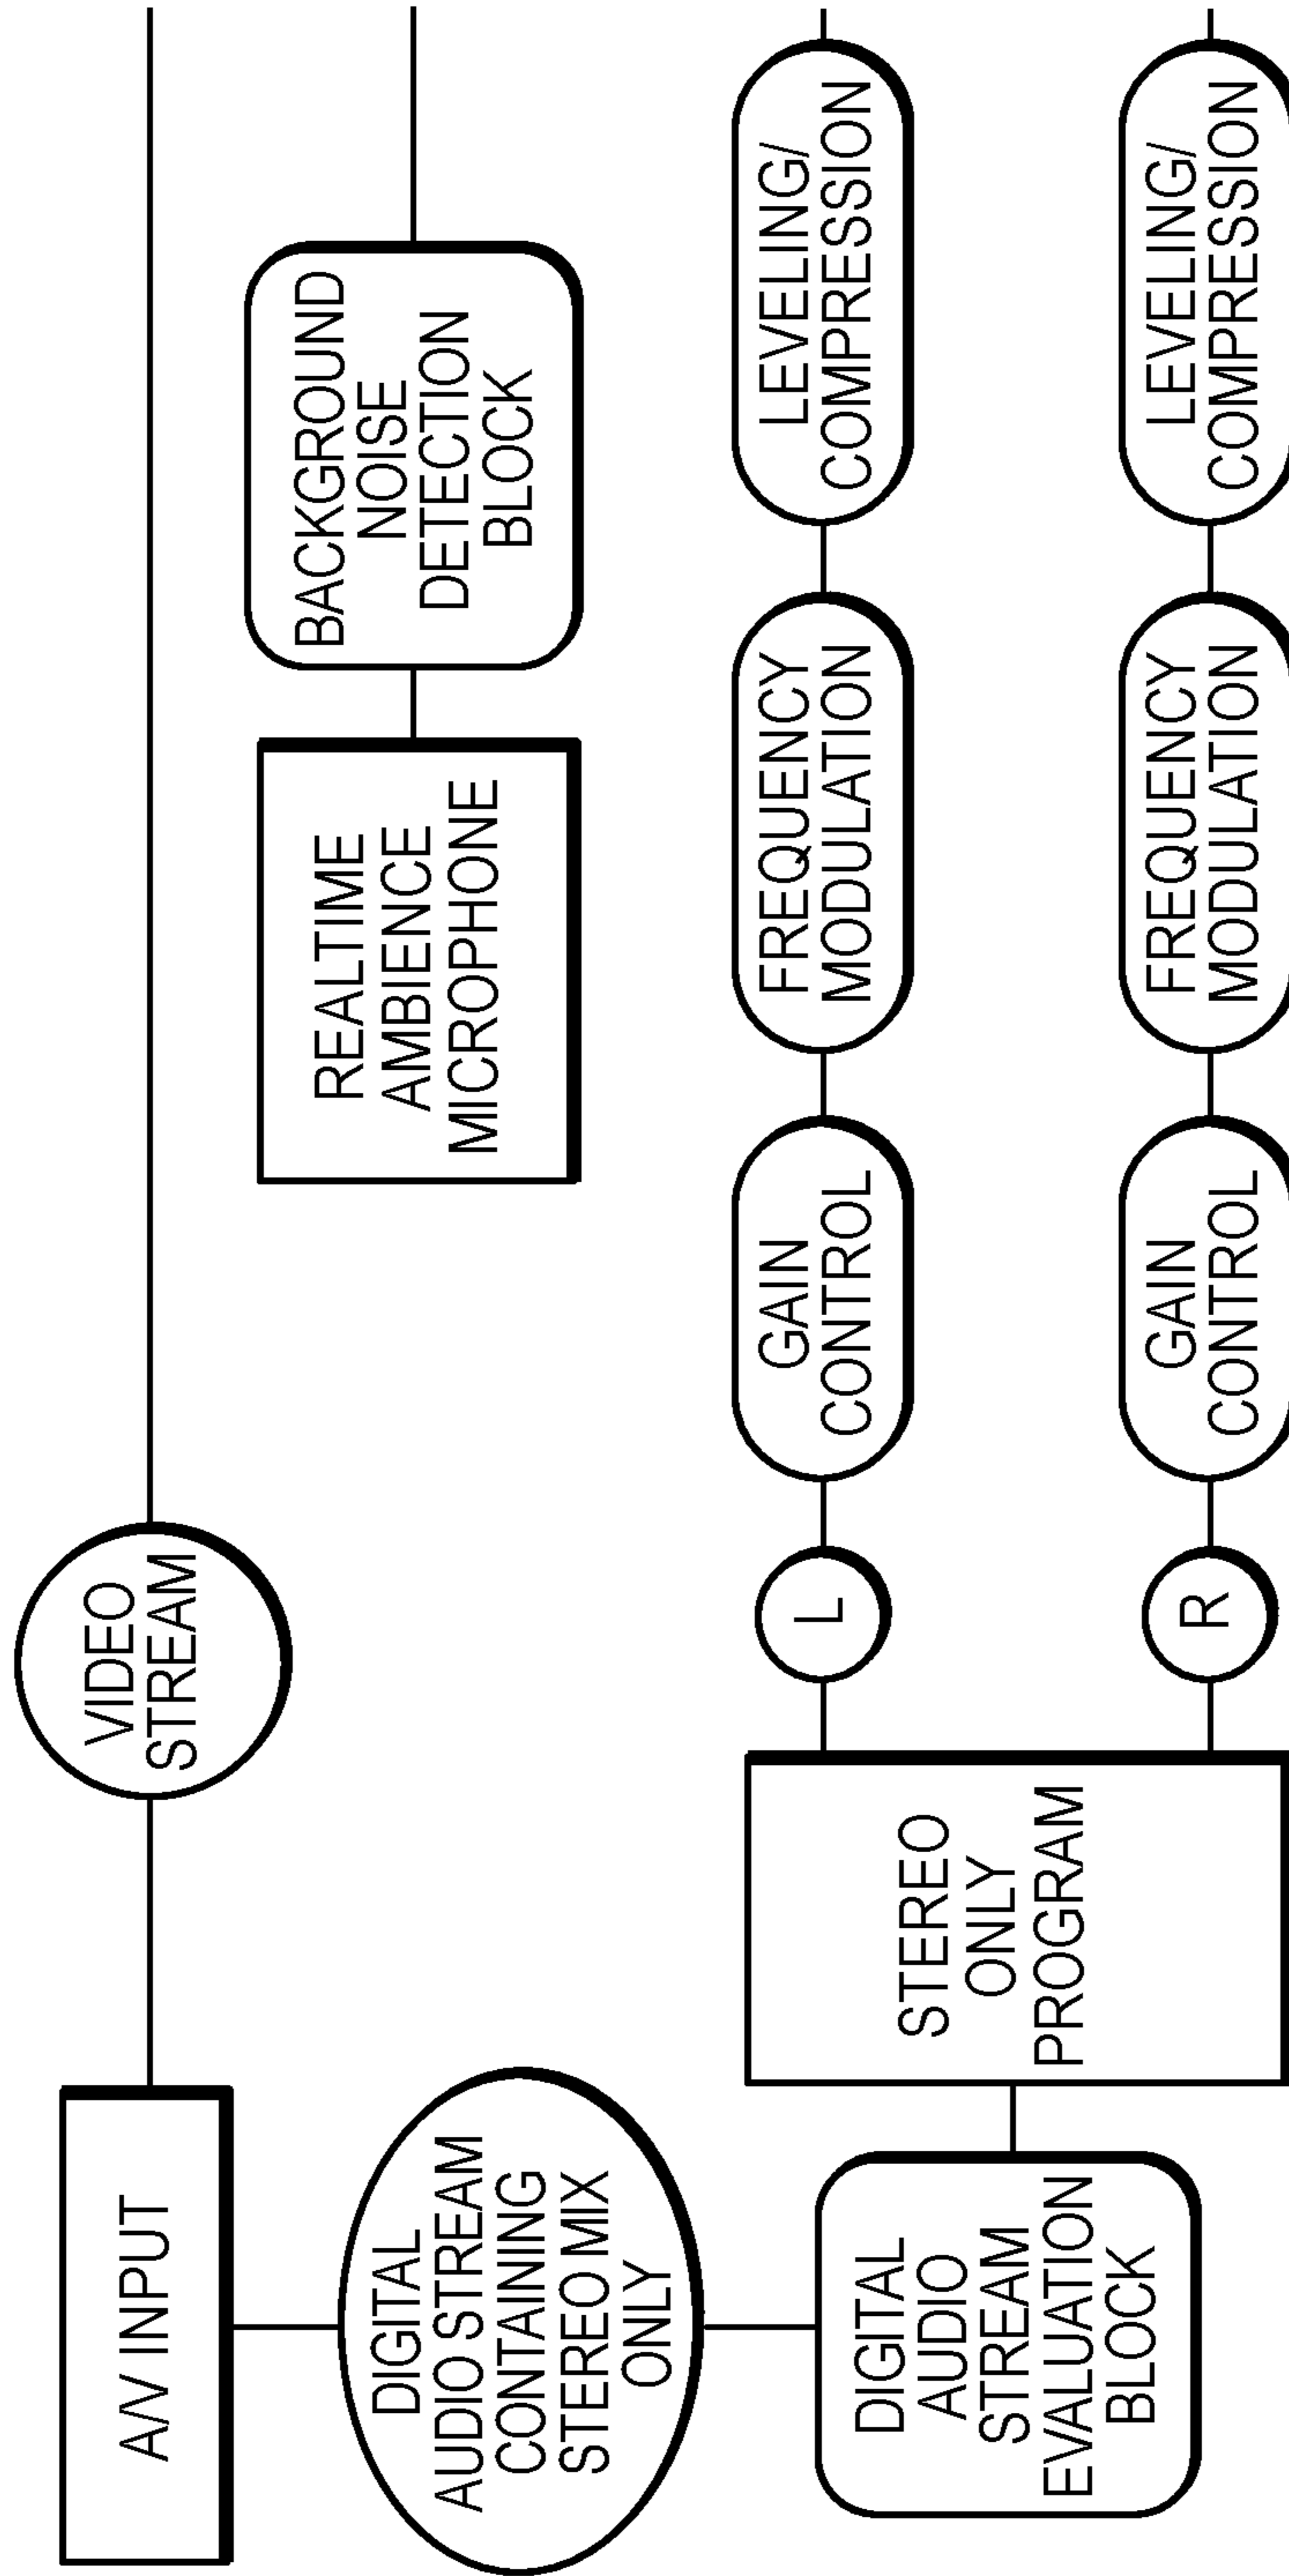 A/V INPUT
VIDEO
STREAM
DIGITAL
AUDIO STREAM
CONTAINING
STEREO MIX
ONLY
REALTIME
AMBIENCE
MICROPHONE
BACKGROUND
NOISE
DETECTION
BLOCK
DIGITAL
AUDIO
STREAM
EVALUATION
BLOCK
STEREO
ONLY
PROGRAM
L
GAIN
CONTROL
FREQUENCY
MODULATION
LEVELING/
COMPRESSION
R
GAIN
CONTROL
FREQUENCY
MODULATION
LEVELING/
COMPRESSION